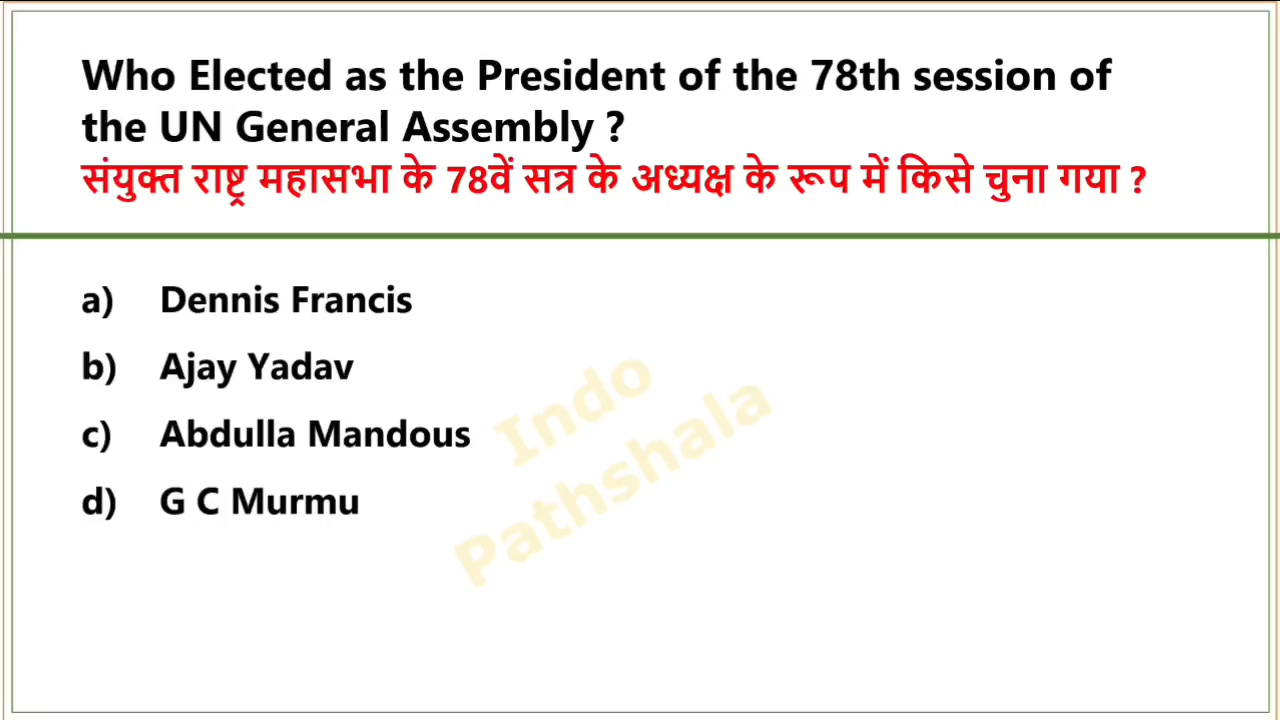 Who Elected as the President of the 78th session of
the UN General Assembly ?
संयुक्त राष्ट्र महासभा के 78वें सत्र के अध्यक्ष के रूप में किसे चुना गया ?
a) Dennis Francis
b) Ajay Yadav
c) Abdulla Mandous
d) G C Murmu
Indo
Pathshala